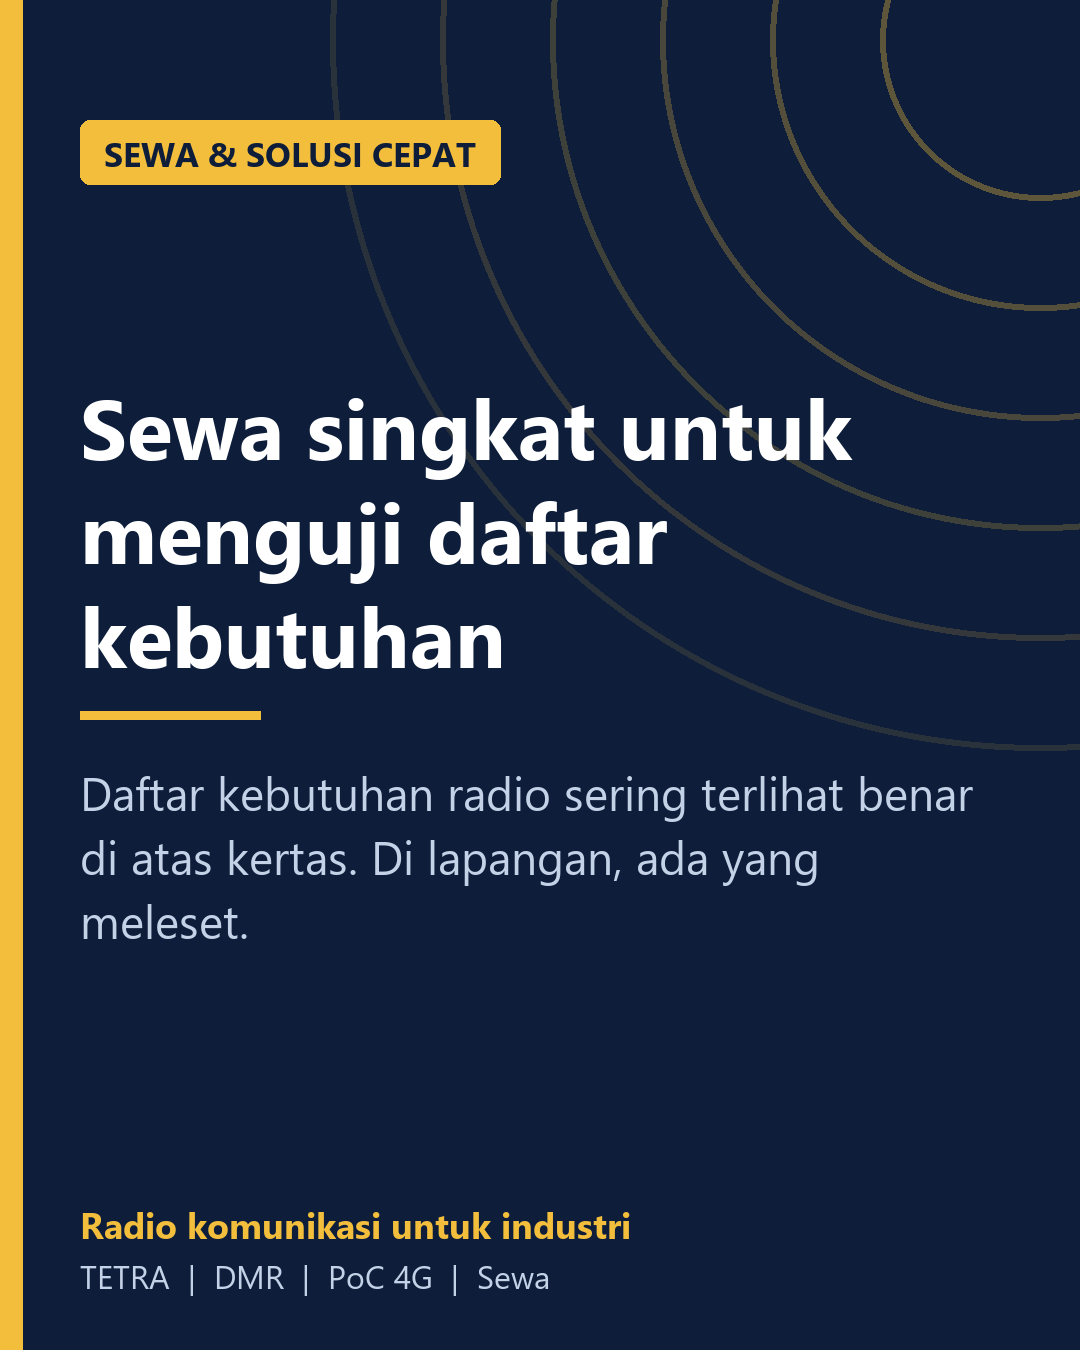 SEWA & SOLUSI CEPAT
Sewa singkat untuk
menguji daftar
kebutuhan
Daftar kebutuhan radio sering terlihat benar
di atas kertas. Di lapangan, ada yang
meleset.
Radio komunikasi untuk industri
TETRA | DMR | PoC 4G | Sewa